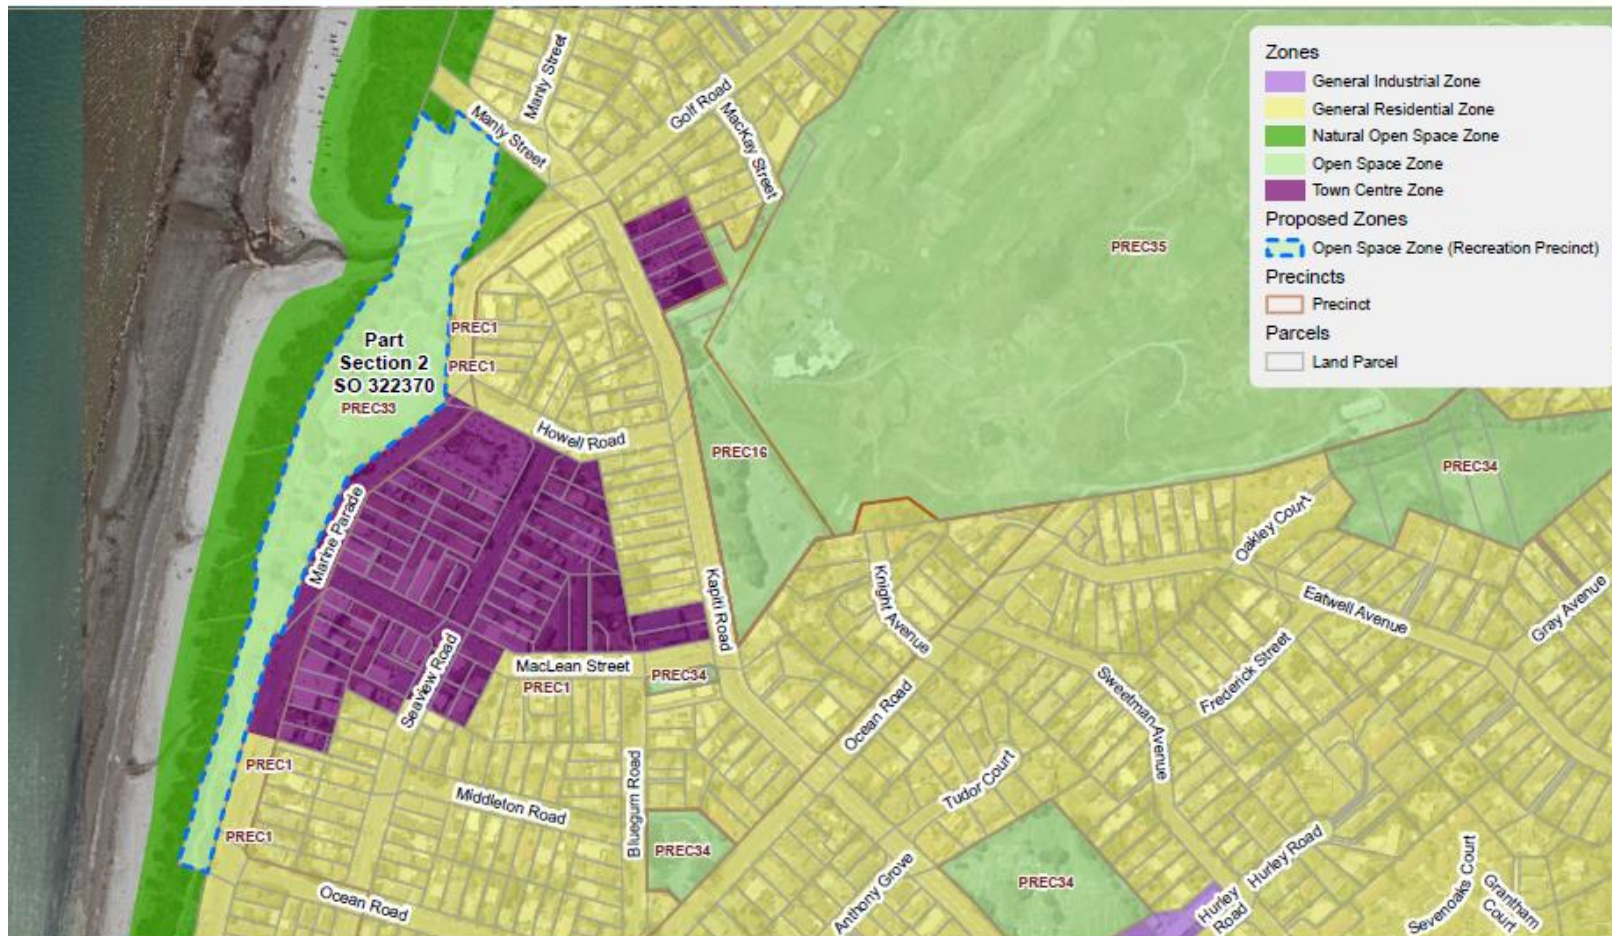 Zones
General Industrial Zone
General Residential Zone
Natural Open Space Zone
Open Space Zone
Town Centre Zone
Proposed Zones
Open Space Zone (Recreation Precinct)
Precincts
Precinct
Parcels
Land Parcel
Manly Street
Manly Street
Golf Road
MacKay Street
PREC35
Part
Section 2
SO 322370
PREC33
PREC1
PREC1
Howell Road
PREC16
PREC34
Marine Parade
Kapiti Road
Knight Avenue
Oakley Court
Eatwell Avenue
Gray Avenue
Seaview Road
MacLean Street
PREC1
PREC34
Ocean Road
Sweetman Avenue
Frederick Street
PREC1
Middleton Road
Bluegum Road
Tudor Court
PREC1
PREC34
Anthony Grove
PREC34
Hurley Road
Hurley
Road
Sevenoaks Court
Grantham
Court
Ocean Road